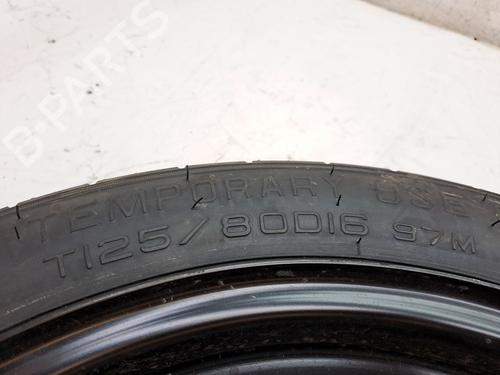 B-PARTS
TEMPORARY USE
T125/80D16 97M